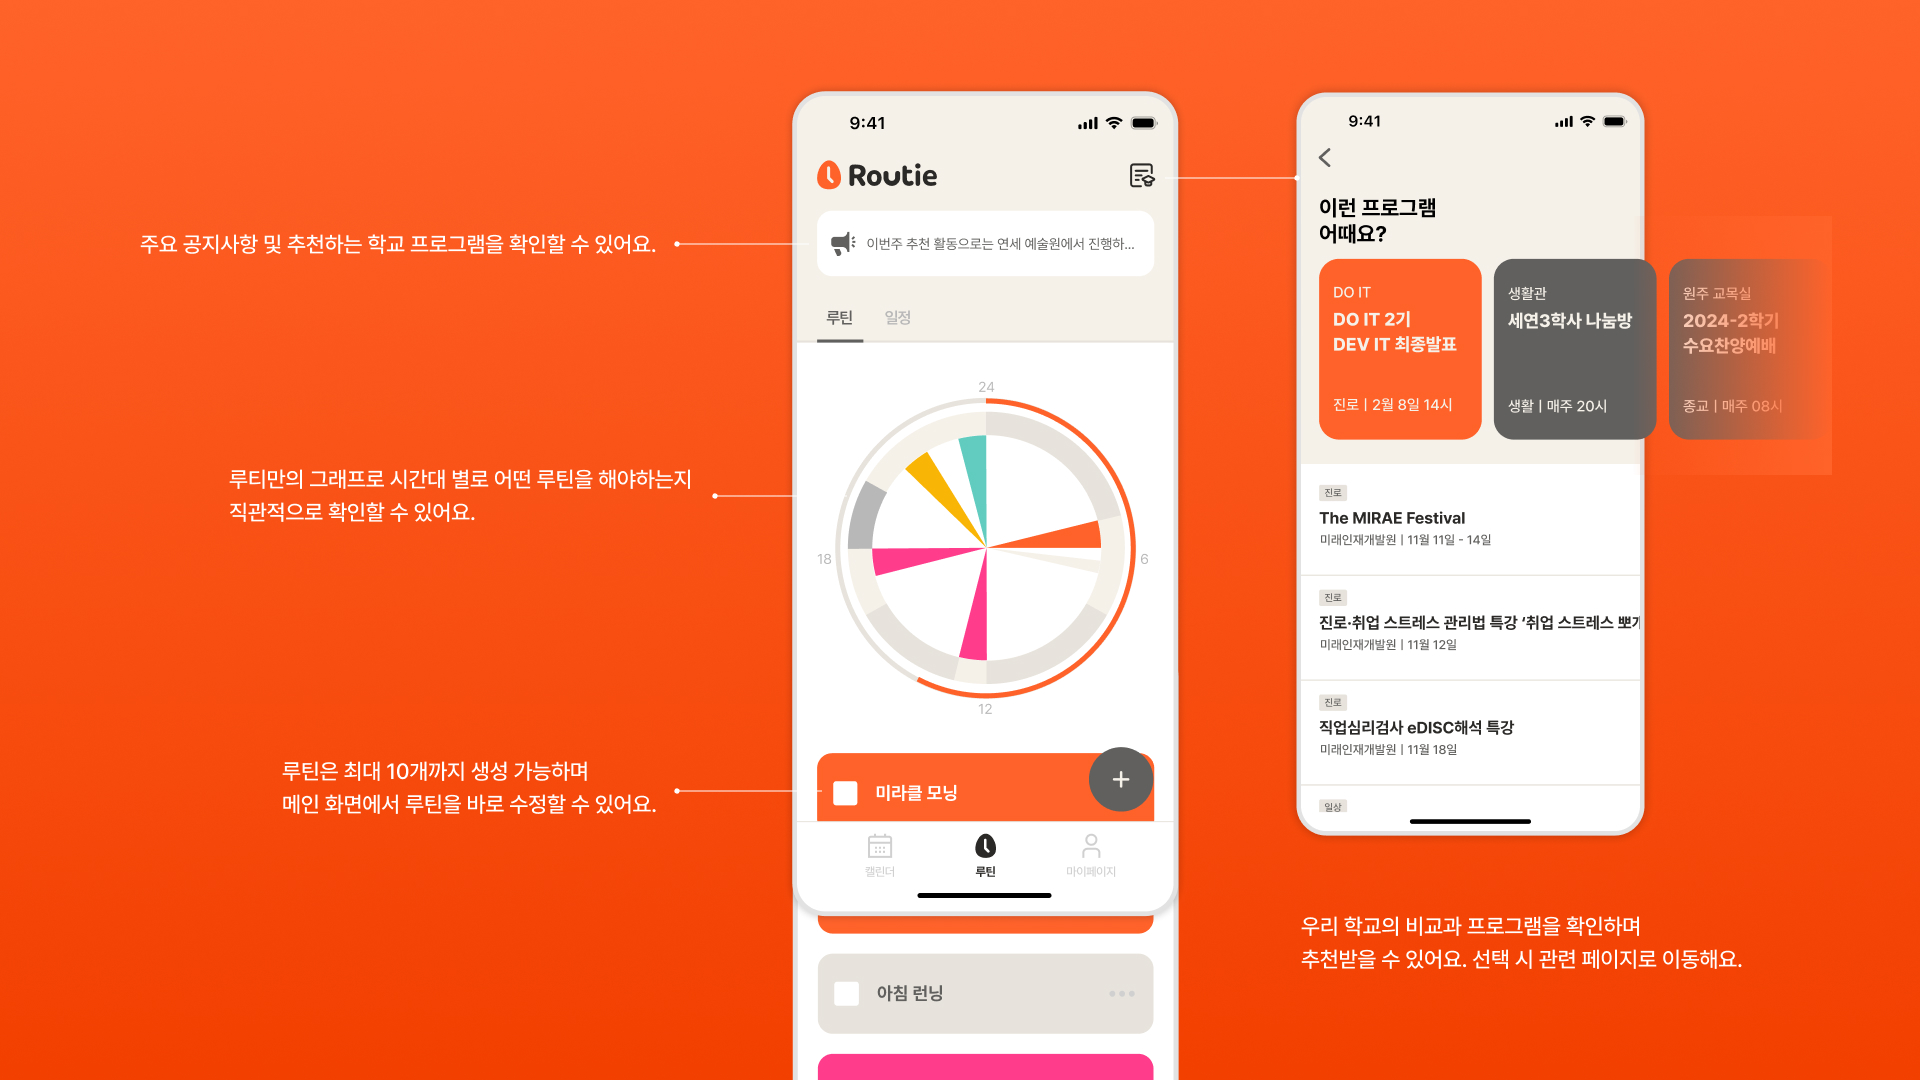 주요 공지사항 및 추천하는 학교 프로그램을 확인할 수 있어요.
루티만의 그래프로 시간대 별로 어떤 루틴을 해야하는지
직관적으로 확인할 수 있어요.
루틴은 최대 10개까지 생성 가능하며
메인 화면에서 루틴을 바로 수정할 수 있어요.
9:41
Routie
이번주 추천 활동으로는 연세 예술원에서 진행하...
루틴
일정
24
18
6
12
미라클 모닝
+
캘린더
루틴
마이페이지
아침 런닝
9:41
이런 프로그램
어때요?
DO IT
DO IT 2기
DEV IT 최종발표
진로 | 2월 8일 14시
생활관
세연3학사 나눔방
생활 | 매주 20시
원주 교목실
2024-2학기
수요찬양예배
종교 | 매주 08시
진로
The MIRAE Festival
미래인재개발원 | 11월 11일 - 14일
진로
진로·취업 스트레스 관리법 특강 ‘취업 스트레스 뽀개
미래인재개발원 | 11월 12일
진로
직업심리검사 eDISC해석 특강
미래인재개발원 | 11월 18일
일상
우리 학교의 비교과 프로그램을 확인하며
추천받을 수 있어요. 선택 시 관련 페이지로 이동해요.